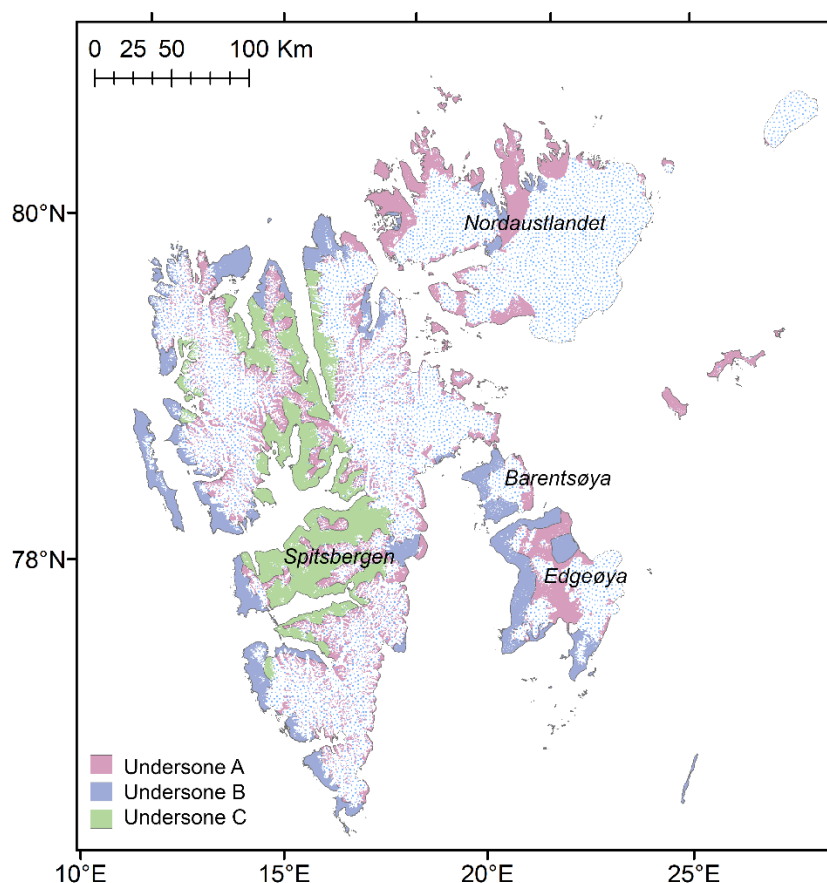 0 25 50 100 Km
80°N
Nordaustlandet
Barentsøya
78°N
Spitsbergen
Edgeøya
Undersone A
Undersone B
Undersone C
10°E 15°E 20°E 25°E